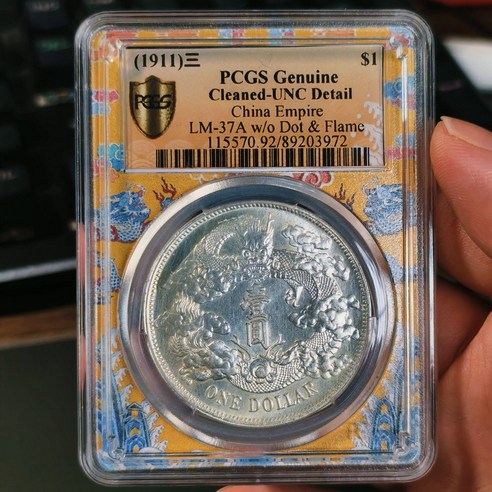 (1911)三 $1
PCGS Genuine
Cleaned-UNC Detail
China Empire
LM-37A w/o Dot & Flame
115570.92/89203972
PCGS
壹圓
ONE DOLLAR